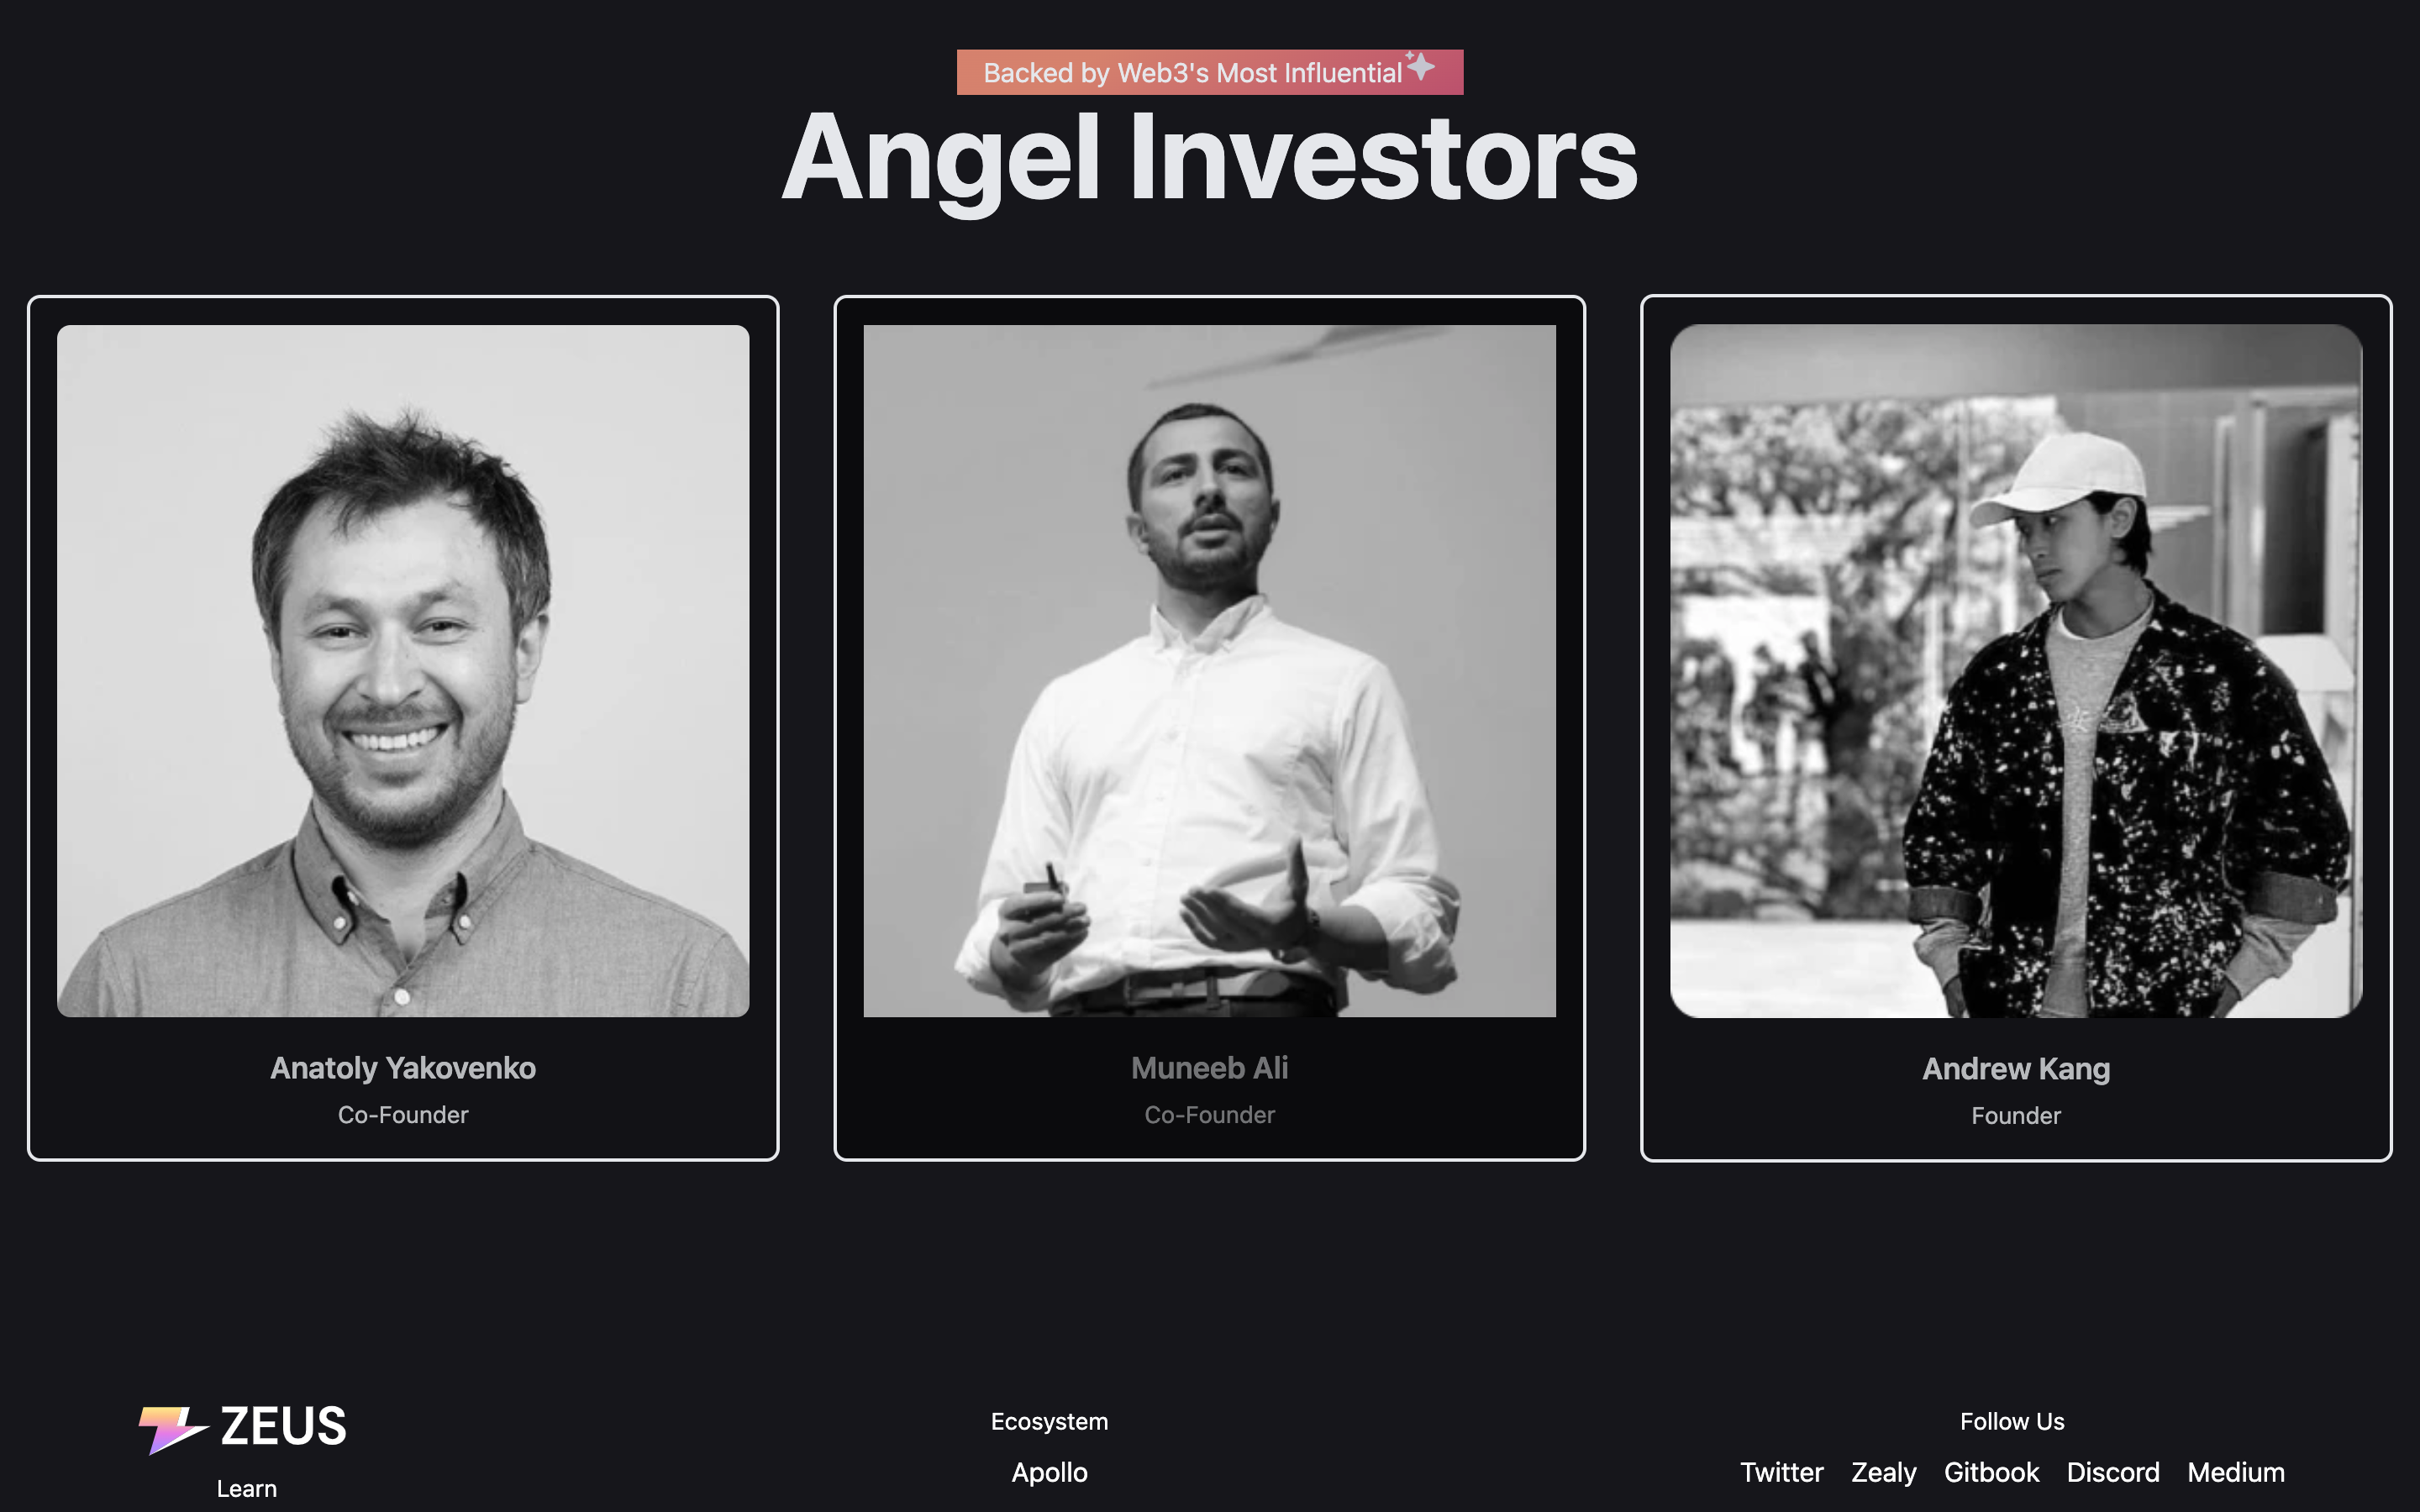 Backed by Web3's Most Influential
Angel Investors
Anatoly Yakovenko
Co-Founder
Muneeb Ali
Co-Founder
Andrew Kang
Founder
ZEUS
Learn
Ecosystem
Apollo
Follow Us
Twitter Zealy Gitbook Discord Medium